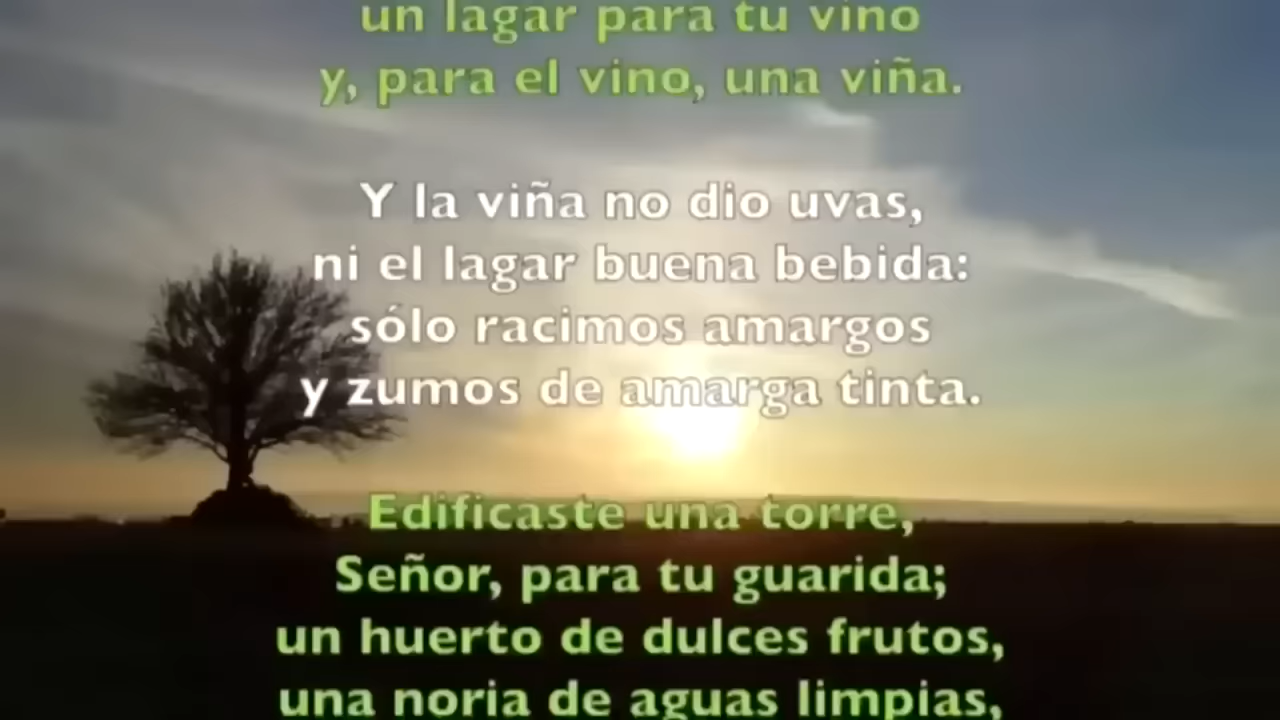 un lagar para tu vino
y, para el vino, una viña.
Y la viña no dio uvas,
ni el lagar buena bebida:
sólo racimos amargos
y zumos de amarga tinta.
Edificaste una torre,
Señor, para tu guarida;
un huerto de dulces frutos,
una noria de aguas limpias,